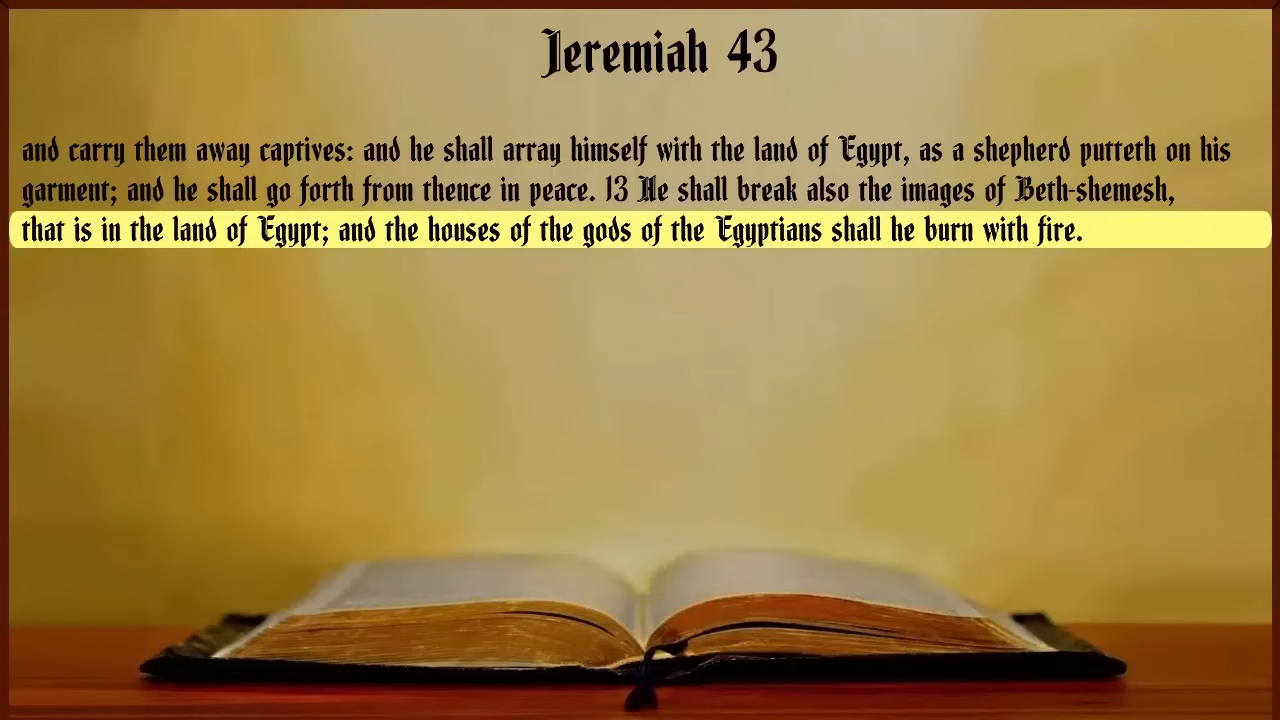 Jeremiah 43
and carry them away captives: and he shall array himself with the land of Egypt, as a shepherd putteth on his
garment; and he shall go forth from thence in peace. 13 He shall break also the images of Beth-shemesh,
that is in the land of Egypt; and the houses of the gods of the Egyptians shall he burn with fire.